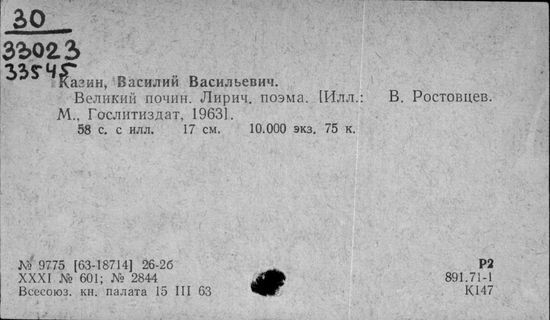 30
33023
33545
Казин, Василий Васильевич.
Великий почин. Лирич. поэма. [Илл.: В. Ростовцев.
М., Гослитиздат, 1963].
58 с. с илл. 17 см. 10.000 экз. 75 к.
№ 9775 [63-18714] 26-2б
XXXI № 601; № 2844
Всесоюз. кн. палата 15 III 63
Р2
891.71-1
К147